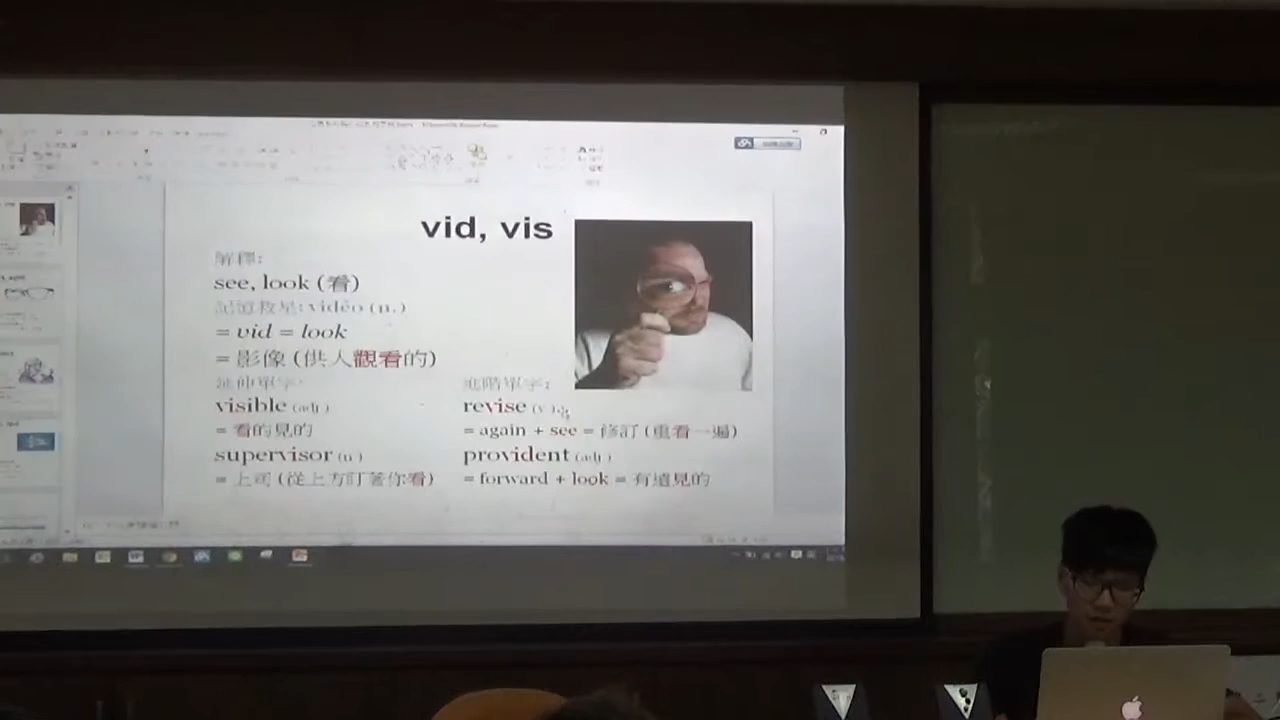 vid, vis
解釋:
see, look (看)
記憶救星: vidéo (n.)
= vid = look
= 影像 (供人觀看的)
延伸單字:
visible (adj.)
= 看的見的
supervisor (n.)
= 上司 (從上方盯著你看)
進階單字:
revise (v.)
= again + see = 修訂 (重看一遍)
provident (adj.)
= forward + look = 有遠見的